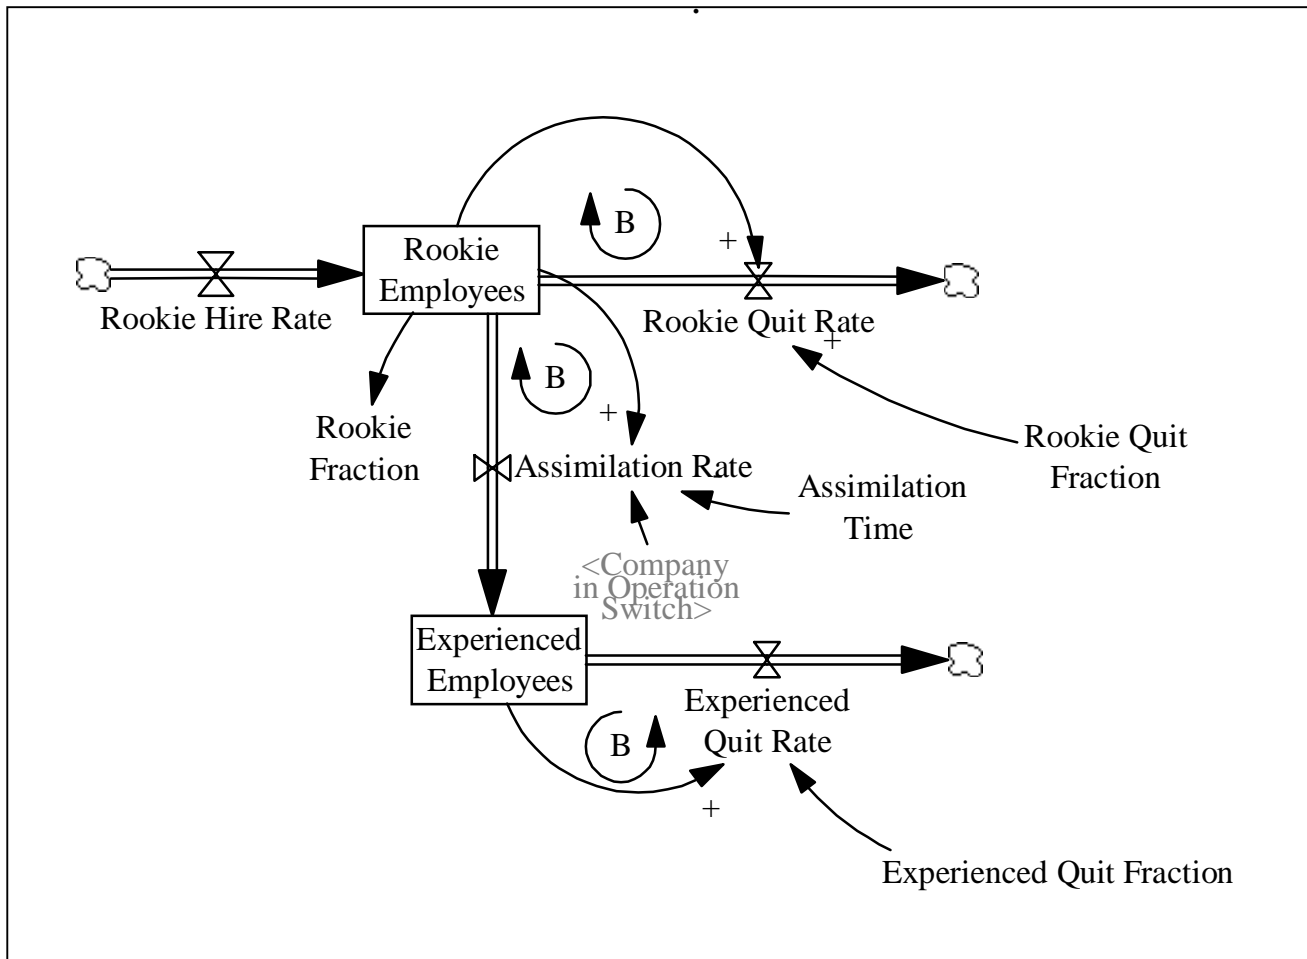 B
+
Rookie
Employees
Rookie Hire Rate
Rookie Quit Rate
+
B
+
Rookie
Fraction
Assimilation Rate
-
Rookie Quit
Fraction
Assimilation
Time
<Company
in Operation
Switch>
Experienced
Employees
Experienced
Quit Rate
B
+
Experienced Quit Fraction